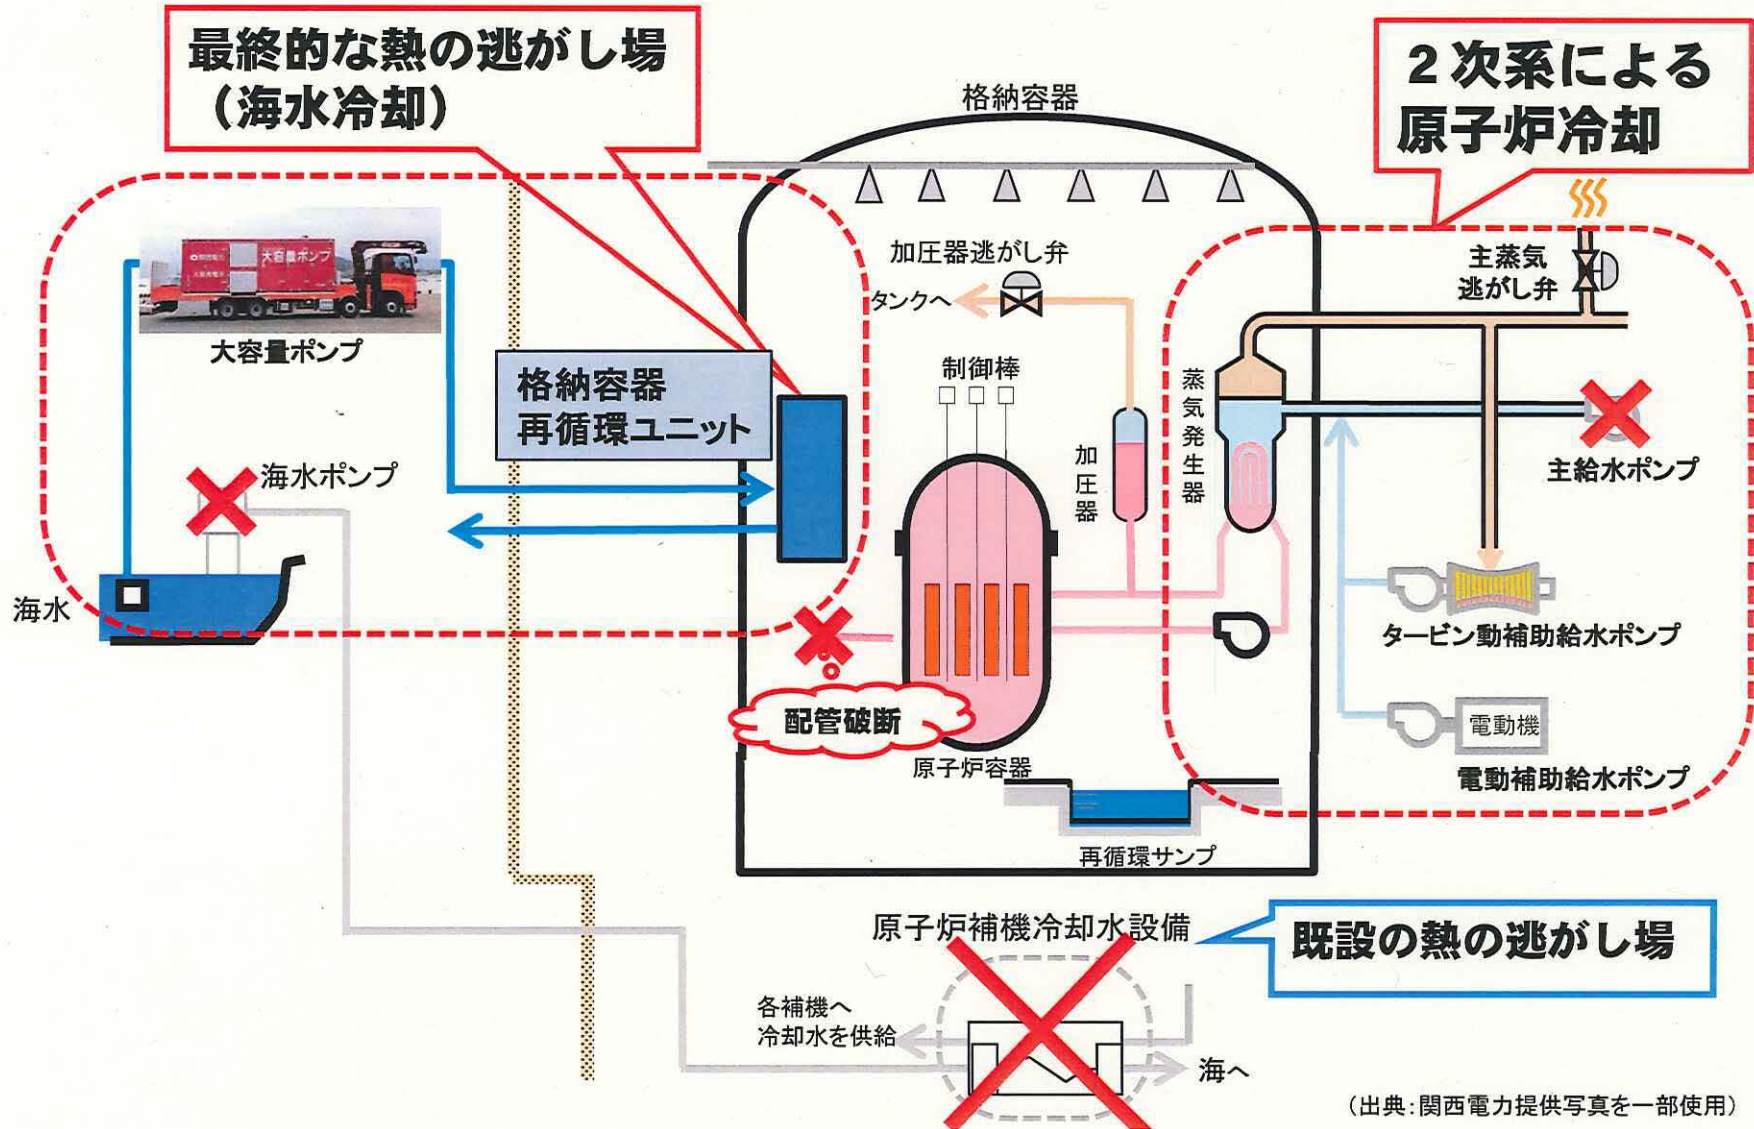 最終的な熱の逃がし場
（海水冷却）
２次系による
原子炉冷却
格納容器
大容量ポンプ
大容量ポンプ
加圧器逃がし弁
タンクへ
主蒸気
逃がし弁
格納容器
再循環ユニット
制御棒
加圧器
蒸気発生器
主給水ポンプ
海水ポンプ
海水
タービン動補助給水ポンプ
配管破断
原子炉容器
電動機
電動補助給水ポンプ
再循環サンプ
原子炉補機冷却水設備
既設の熱の逃がし場
各補機へ
冷却水を供給
海へ
（出典：関西電力提供写真を一部使用）